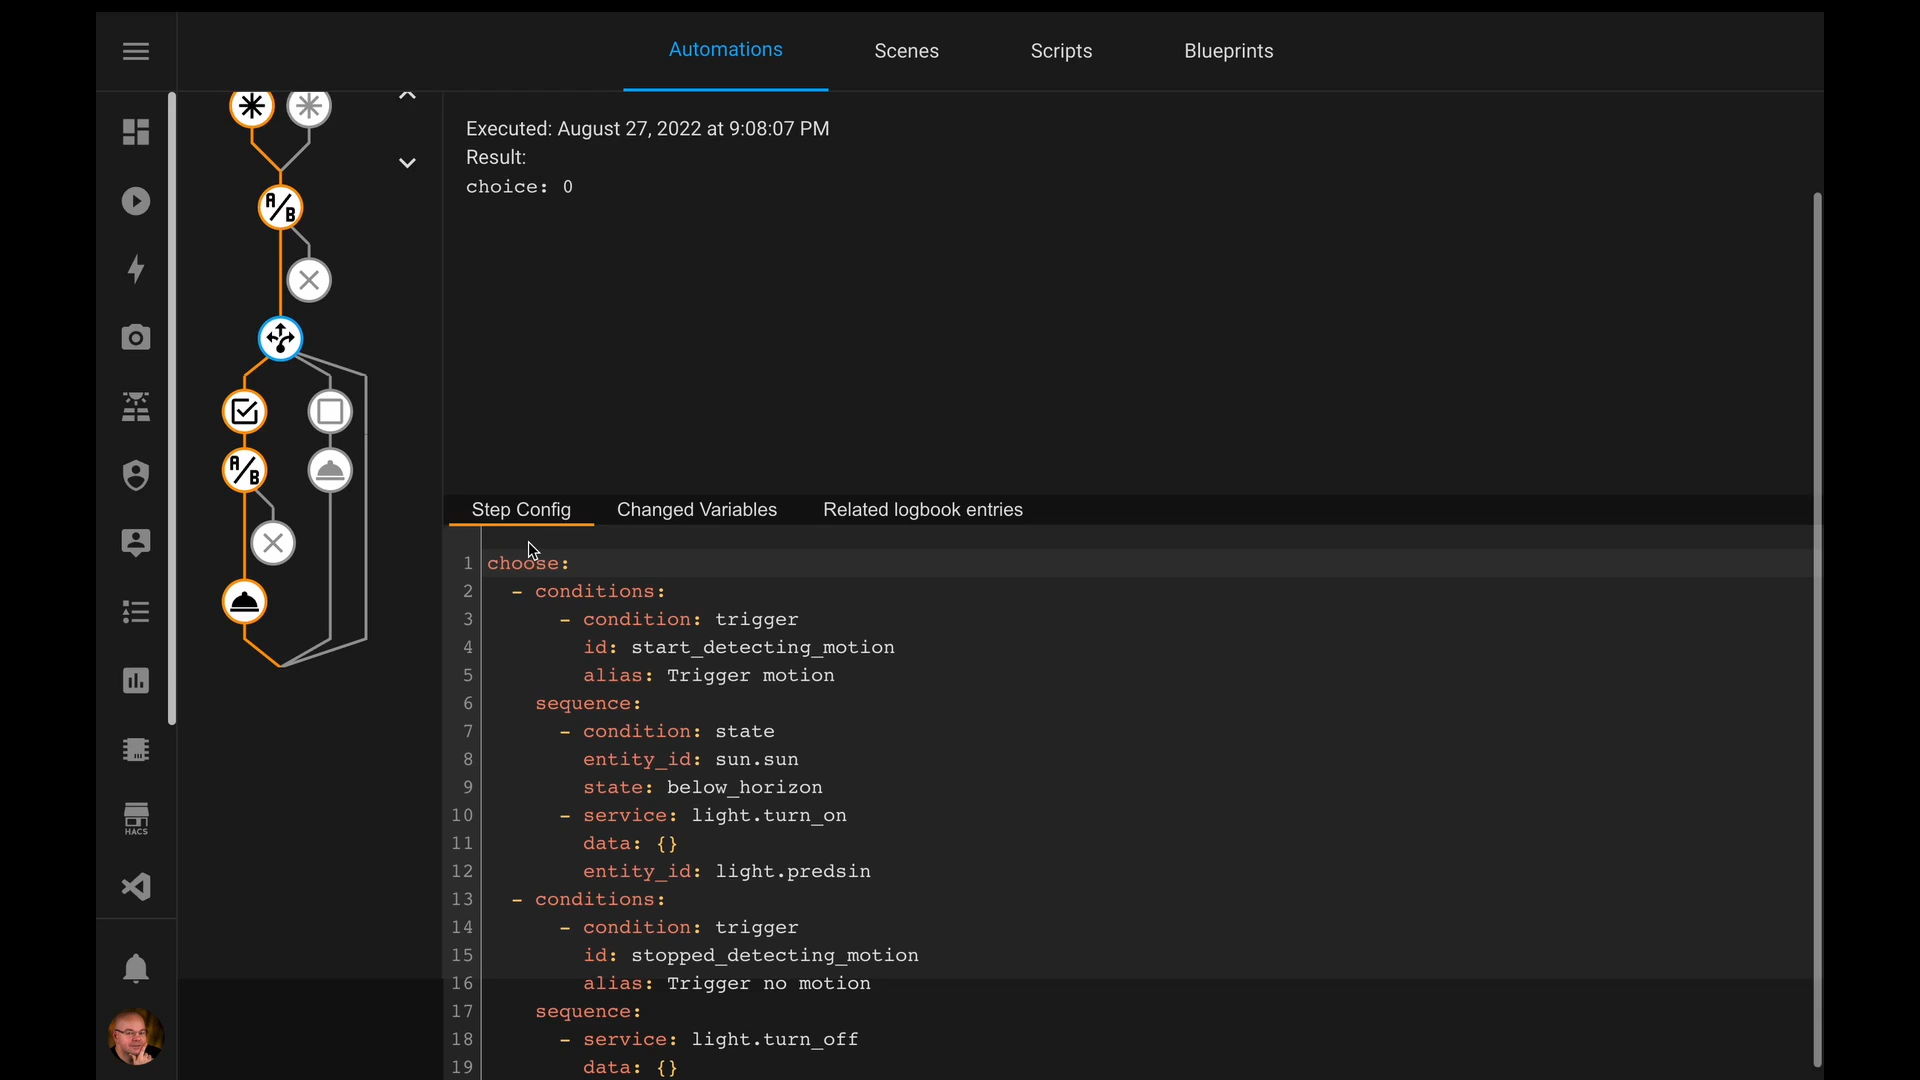 Automations
Scenes
Scripts
Blueprints
Executed: August 27, 2022 at 9:08:07 PM
Result:
choice: 0
A/B
A/B
HACS
Step Config
Changed Variables
Related logbook entries
1 choose:
2 - conditions:
3 - condition: trigger
4 id: start_detecting_motion
5 alias: Trigger motion
6 sequence:
7 - condition: state
8 entity_id: sun.sun
9 state: below_horizon
10 - service: light.turn_on
11 data: {}
12 entity_id: light.predsin
13 - conditions:
14 - condition: trigger
15 id: stopped_detecting_motion
16 alias: Trigger no motion
17 sequence:
18 - service: light.turn_off
19 data: {}